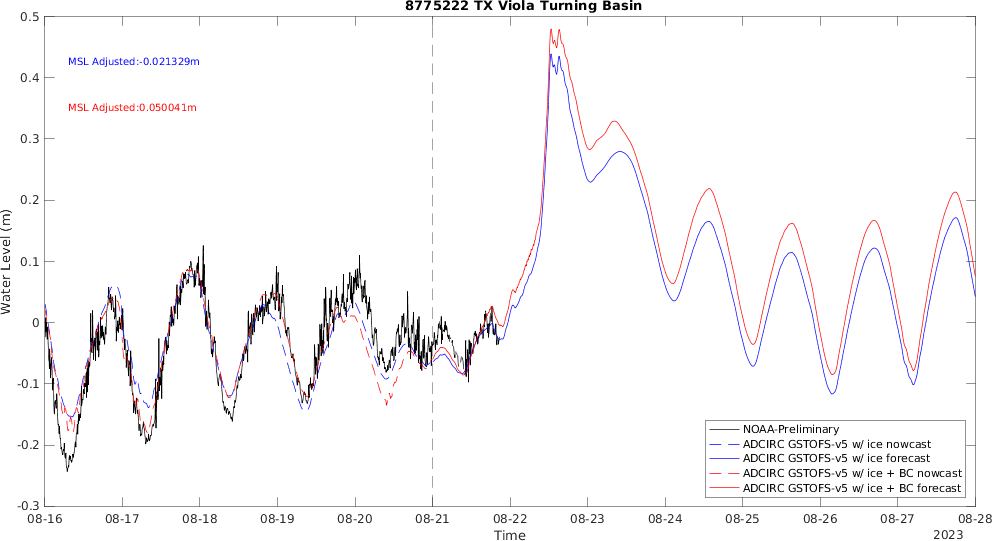 8775222 TX Viola Turning Basin
MSL Adjusted:-0.021329m
MSL Adjusted:0.050041m
Water Level (m)
0.5
0.4
0.3
0.2
0.1
0
-0.1
-0.2
-0.3
NOAA-Preliminary
ADCIRC GSTOFS-v5 w/ ice nowcast
ADCIRC GSTOFS-v5 w/ ice forecast
ADCIRC GSTOFS-v5 w/ ice + BC nowcast
ADCIRC GSTOFS-v5 w/ ice + BC forecast
08-16 08-17 08-18 08-19 08-20 08-21 08-22 08-23 08-24 08-25 08-26 08-27 08-28
Time
2023